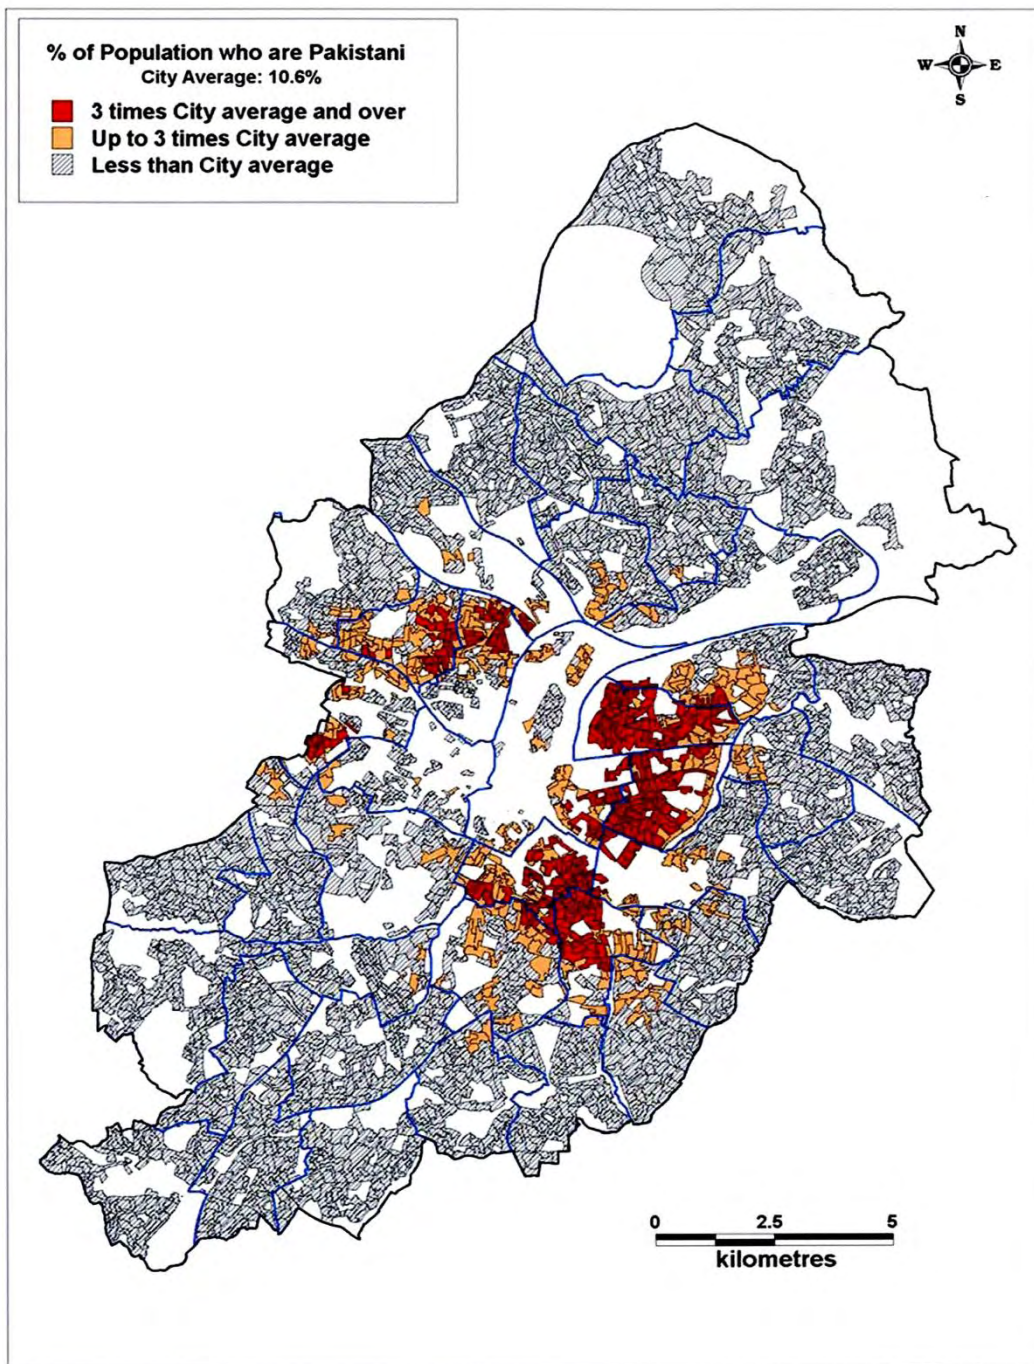 % of Population who are Pakistani
City Average: 10.6%
3 times City average and over
Up to 3 times City average
Less than City average
N
W E
S
0 2.5 5
kilometres